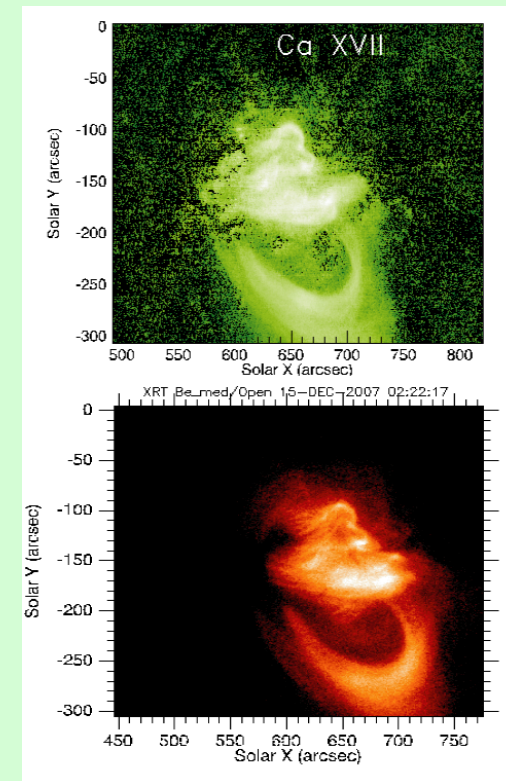 Ca XVII
0
-50
-100
-150
-200
-250
-300
Solar Y (arcsec)
500 550 600 650 700 750 800
Solar X (arcsec)
XRT Be_med/Open 15-DEC-2007 02:22:17
0
-50
-100
-150
-200
-250
-300
Solar Y (arcsec)
450 500 550 600 650 700 750
Solar X (arcsec)